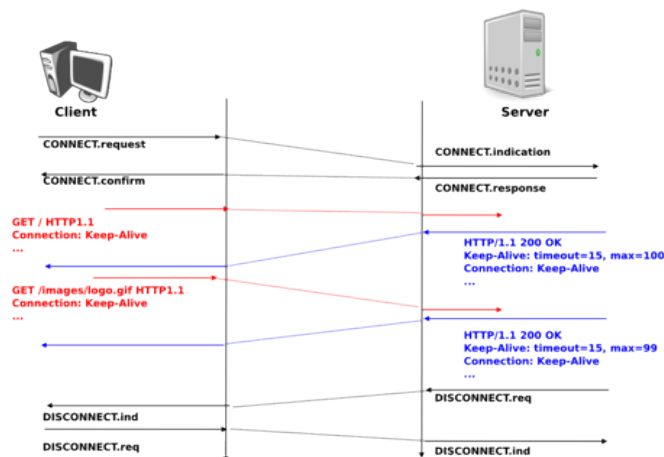 Client
Server
CONNECT.request
CONNECT.indication
CONNECT.confirm
CONNECT.response
GET / HTTP1.1
Connection: Keep-Alive
...
HTTP/1.1 200 OK
Keep-Alive: timeout=15, max=100
Connection: Keep-Alive
...
GET /images/logo.gif HTTP1.1
Connection: Keep-Alive
...
HTTP/1.1 200 OK
Keep-Alive: timeout=15, max=99
Connection: Keep-Alive
...
DISCONNECT.req
DISCONNECT.ind
DISCONNECT.req
DISCONNECT.ind